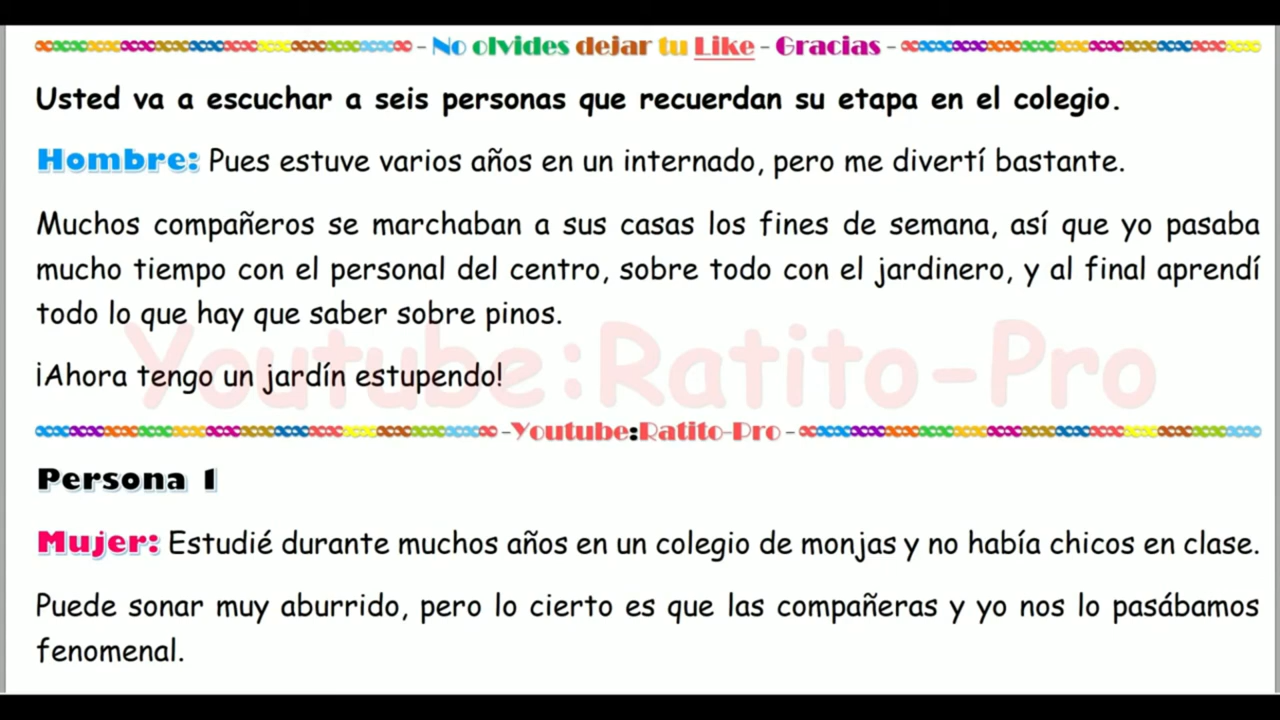 - No olvides dejar tu Like - Gracias -
Usted va a escuchar a seis personas que recuerdan su etapa en el colegio.
Hombre: Pues estuve varios años en un internado, pero me divertí bastante.
Muchos compañeros se marchaban a sus casas los fines de semana, así que yo pasaba
mucho tiempo con el personal del centro, sobre todo con el jardinero, y al final aprendí
todo lo que hay que saber sobre pinos.
Youtube:Ratito-Pro
¡Ahora tengo un jardín estupendo!
-Youtube:Ratito-Pro -
Persona 1
Mujer: Estudié durante muchos años en un colegio de monjas y no había chicos en clase.
Puede sonar muy aburrido, pero lo cierto es que las compañeras y yo nos lo pasábamos
fenomenal.